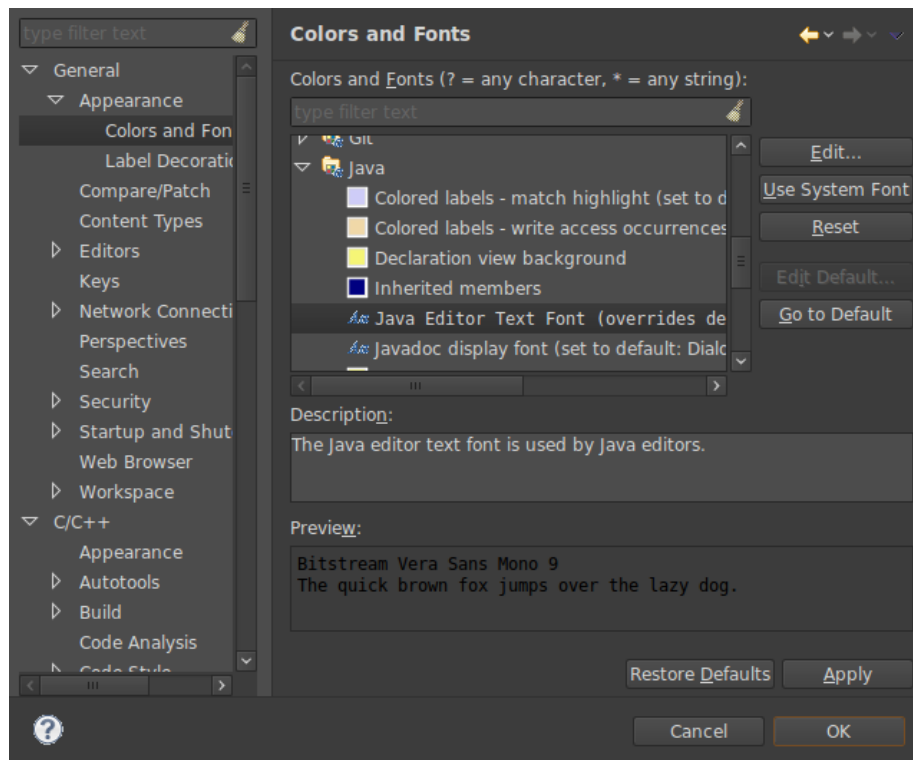 type filter text
General
Appearance
Colors and Fon
Label Decoratic
Compare/Patch
Content Types
Editors
Keys
Network Connecti
Perspectives
Search
Security
Startup and Shut
Web Browser
Workspace
C/C++
Appearance
Autotools
Build
Code Analysis
Code Style
Colors and Fonts
Colors and Fonts (? = any character, * = any string):
type filter text
Git
Java
Colored labels - match highlight (set to d
Colored labels - write access occurrences
Declaration view background
Inherited members
Java Editor Text Font (overrides de
Javadoc display font (set to default: Dialo
Edit...
Use System Font
Reset
Edit Default...
Go to Default
Description:
The Java editor text font is used by Java editors.
Preview:
Bitstream Vera Sans Mono 9
The quick brown fox jumps over the lazy dog.
Restore Defaults
Apply
Cancel
OK